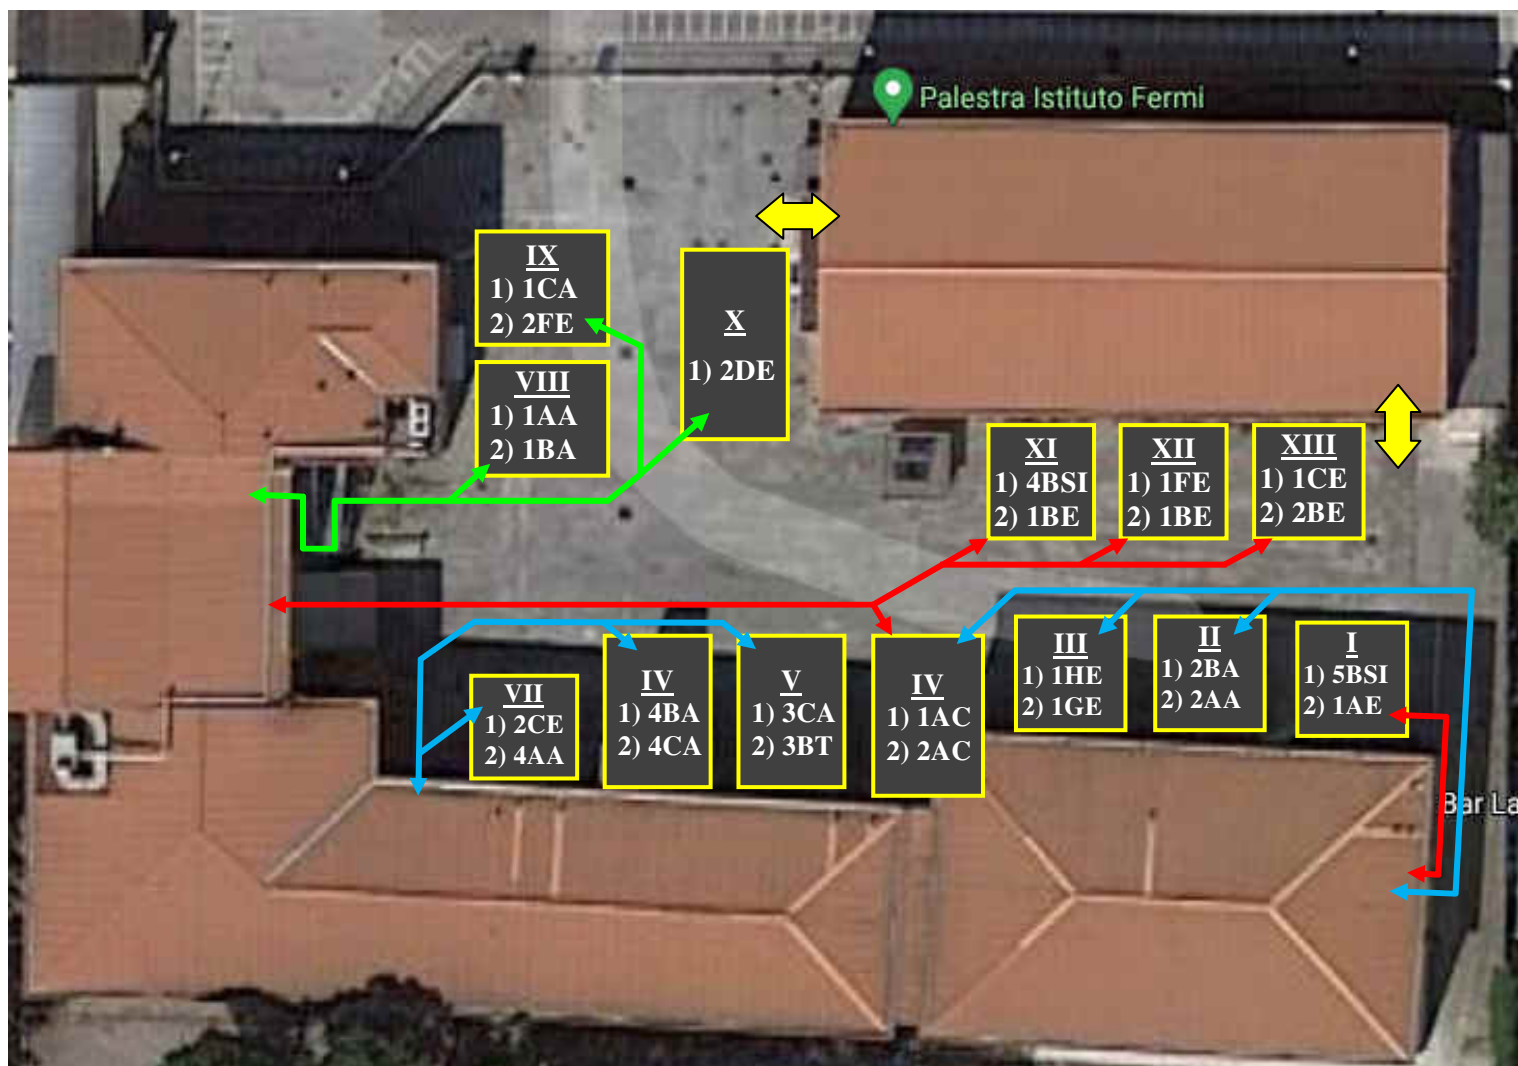 Palestra Istituto Fermi
IX
1) 1CA
2) 2FE
X
1) 2DE
VIII
1) 1AA
2) 1BA
XI
1) 4BSI
2) 1BE
XII
1) 1FE
2) 1BE
XIII
1) 1CE
2) 2BE
VII
1) 2CE
2) 4AA
IV
1) 4BA
2) 4CA
V
1) 3CA
2) 3BT
IV
1) 1AC
2) 2AC
III
1) 1HE
2) 1GE
II
1) 2BA
2) 2AA
I
1) 5BSI
2) 1AE
Bar La